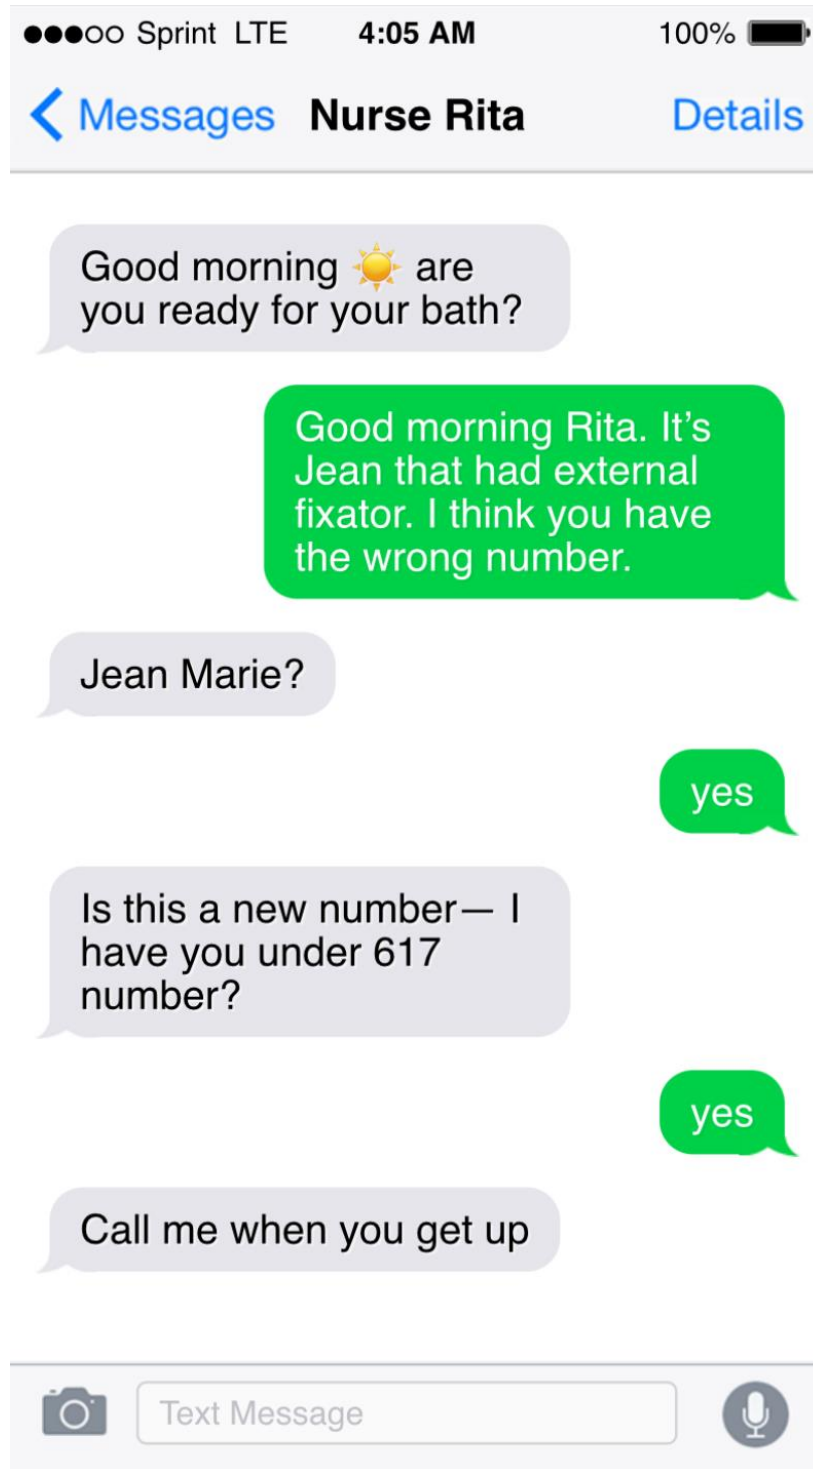 Sprint LTE 4:05 AM 100%
Messages Nurse Rita Details
Good morning ☀️ are
you ready for your bath?
Good morning Rita. It’s
Jean that had external
fixator. I think you have
the wrong number.
Jean Marie?
yes
Is this a new number— I
have you under 617
number?
yes
Call me when you get up
Text Message